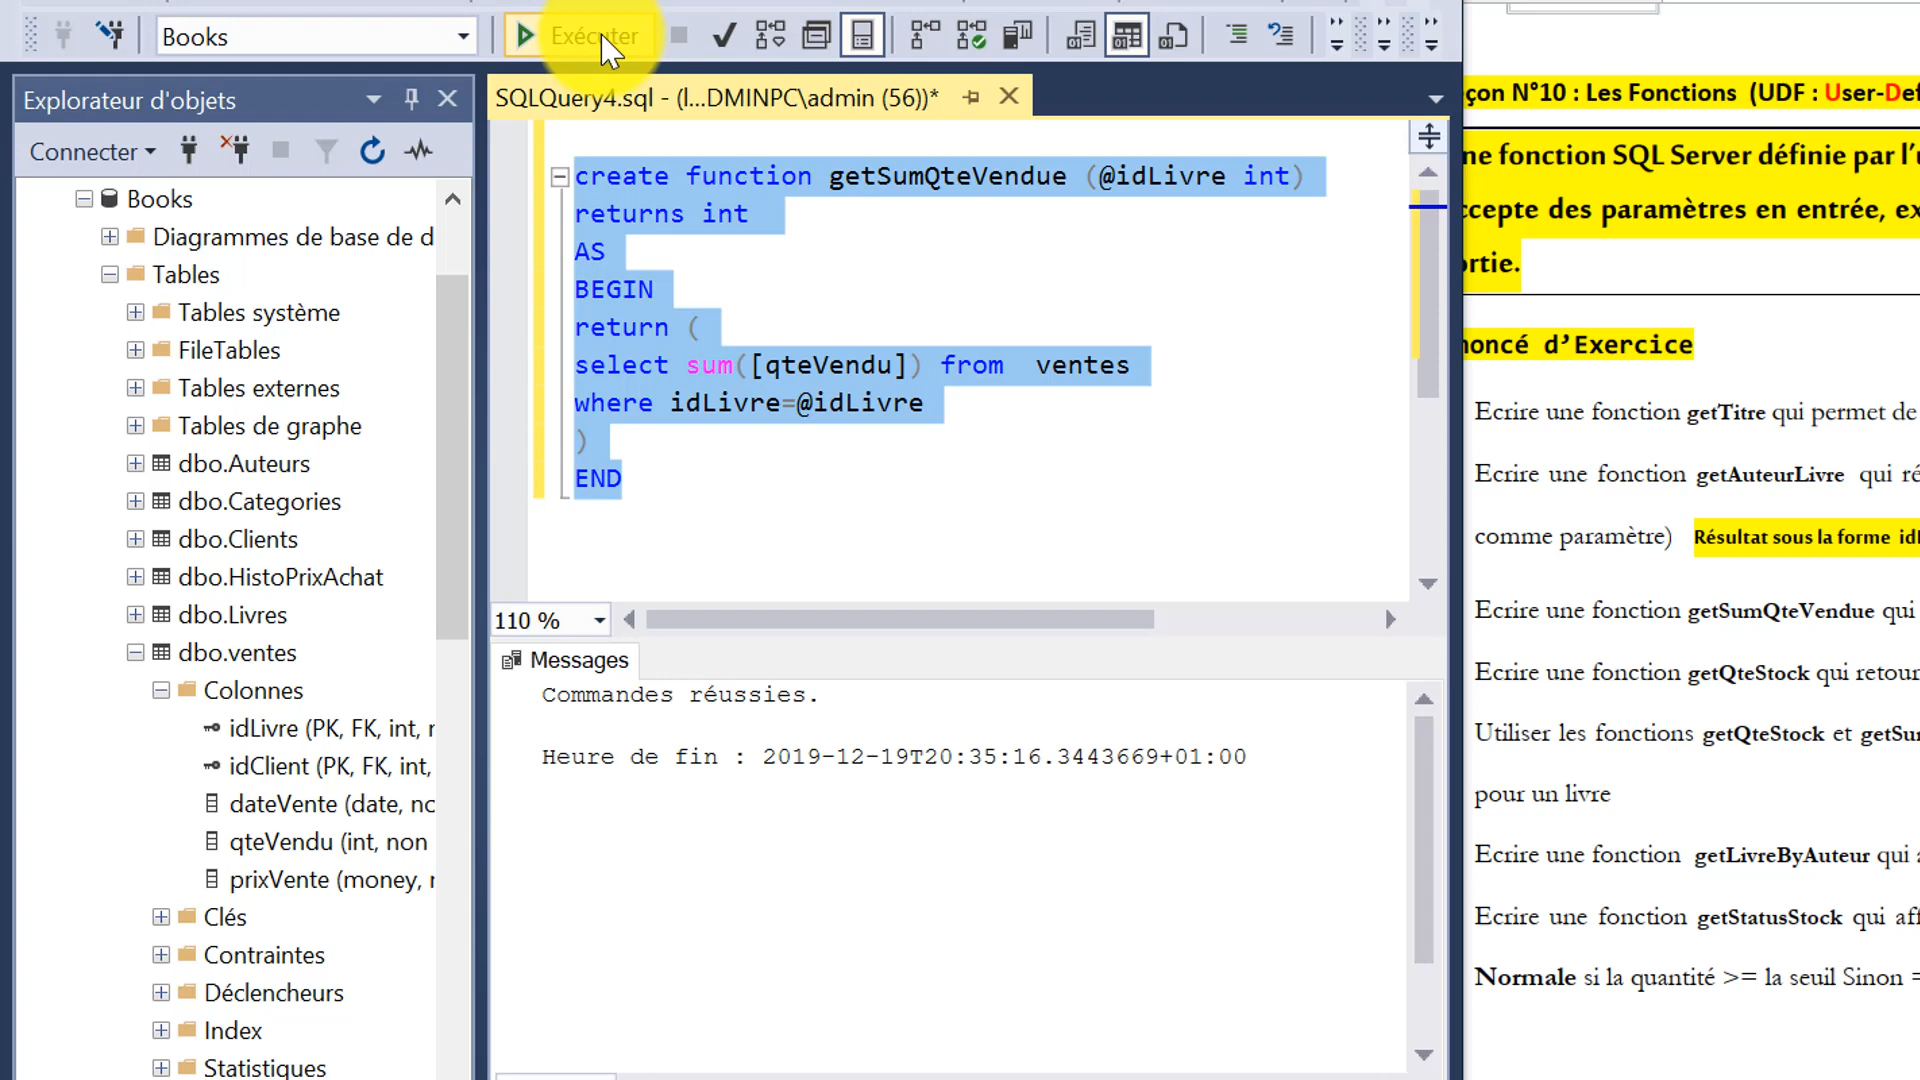 Books
Exécuter
Explorateur d'objets
Connecter
Books
Diagrammes de base de d
Tables
Tables système
FileTables
Tables externes
Tables de graphe
dbo.Auteurs
dbo.Categories
dbo.Clients
dbo.HistoPrixAchat
dbo.Livres
dbo.ventes
Colonnes
idLivre (PK, FK, int, r
idClient (PK, FK, int,
dateVente (date, no
qteVendu (int, non
prixVente (money, r
Clés
Contraintes
Déclencheurs
Index
Statistiques
SQLQuery4.sql - (l...DMINPC\admin (56))*
create function getSumQteVendue (@idLivre int)
returns int
AS
BEGIN
return (
select sum([qteVendu]) from  ventes
where idLivre=@idLivre
)
END
110 %
Messages
Commandes réussies.
Heure de fin : 2019-12-19T20:35:16.3443669+01:00
çon N°10 : Les Fonctions (UDF : User-Def
ne fonction SQL Server définie par l'u
ccepte des paramètres en entrée, ex
ortie.
noncé d'Exercice
Ecrire une fonction getTitre qui permet de
Ecrire une fonction getAuteurLivre qui ré
comme paramètre) Résultat sous la forme idl
Ecrire une fonction getSumQteVendue qui
Ecrire une fonction getQteStock qui retour
Utiliser les fonctions getQteStock et getSu
pour un livre
Ecrire une fonction getLivreByAuteur qui a
Ecrire une fonction getStatusStock qui aff
Normale si la quantité >= la seuil Sinon =